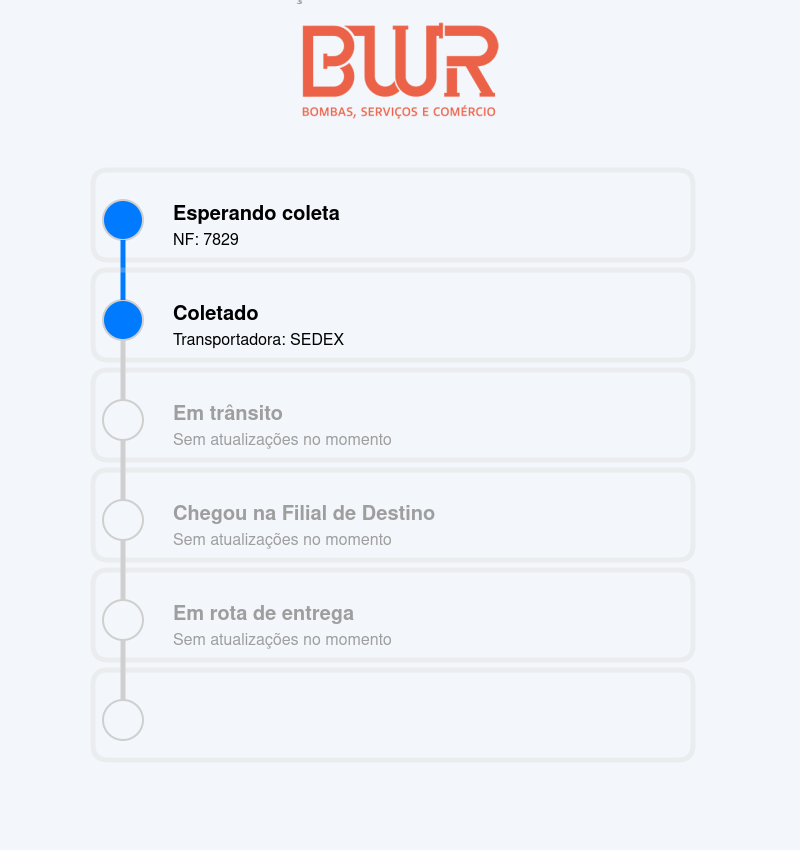 BWR
BOMBAS, SERVIÇOS E COMÉRCIO
Esperando coleta
NF: 7829
Coletado
Transportadora: SEDEX
Em trânsito
Sem atualizações no momento
Chegou na Filial de Destino
Sem atualizações no momento
Em rota de entrega
Sem atualizações no momento